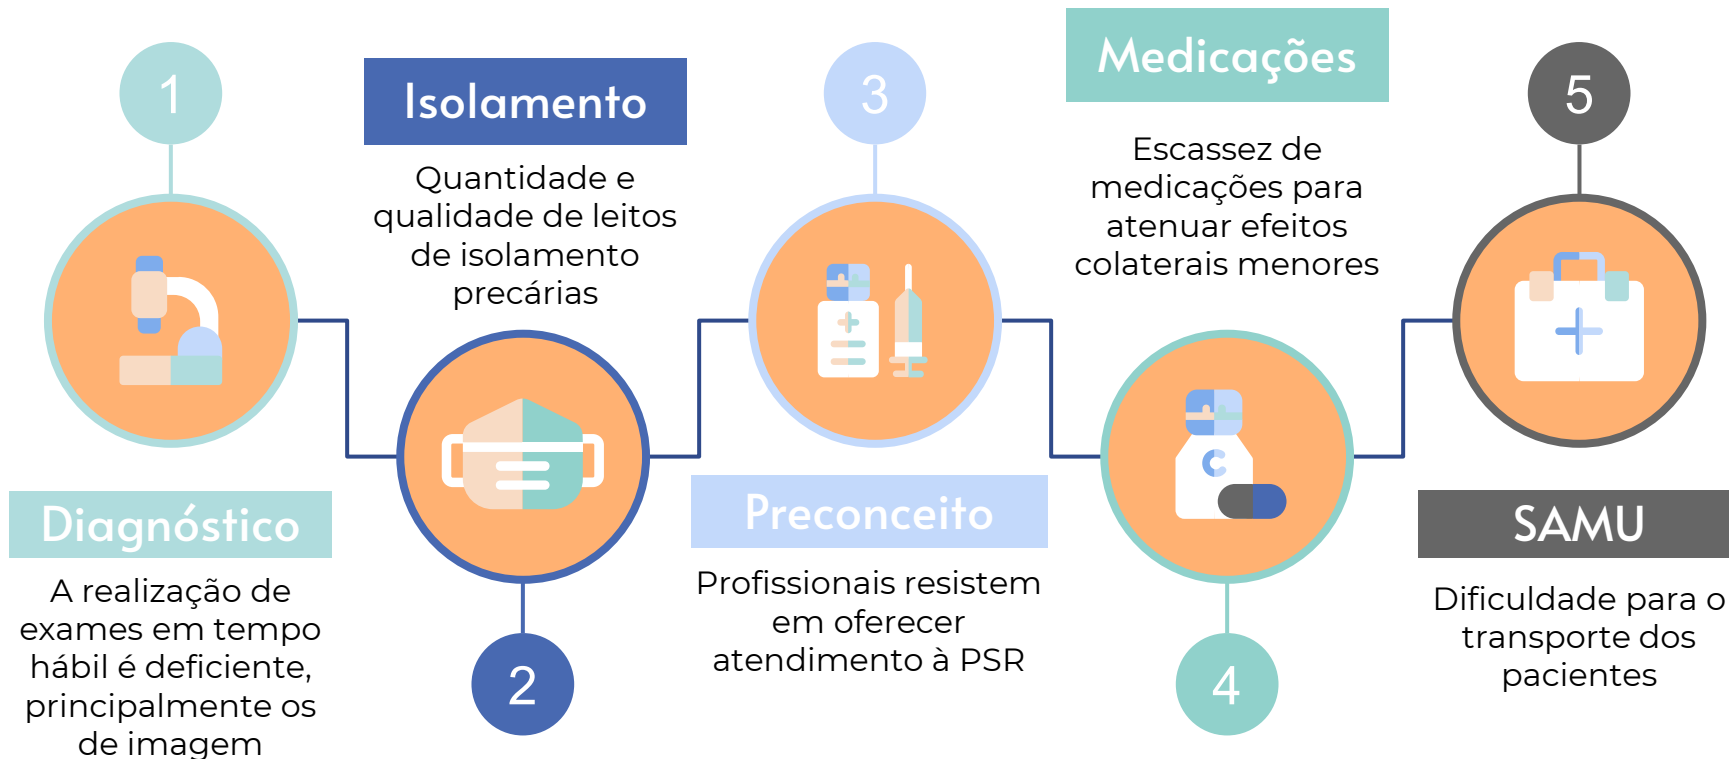 1
Diagnóstico
A realização de
exames em tempo
hábil é deficiente,
principalmente os
de imagem
Isolamento
Quantidade e
qualidade de leitos
de isolamento
precárias
2
3
Preconceito
Profissionais resistem
em oferecer
atendimento à PSR
Medicações
Escassez de
medicações para
atenuar efeitos
colaterais menores
4
5
SAMU
Dificuldade para o
transporte dos
pacientes